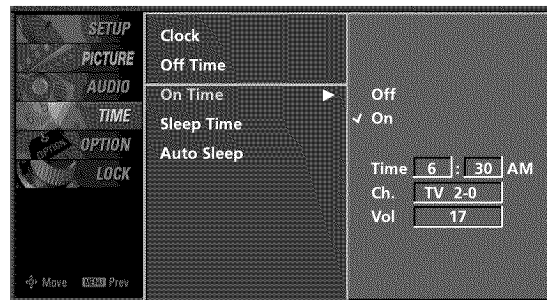 SETUP
PICTURE
AUDIO
TIME
OPTION
LOCK
Move MENU Prev
Clock
Off Time
On Time
Sleep Time
Auto Sleep
Off
✓ On
Time 6 : 30 AM
Ch. TV 2-0
Vol 17